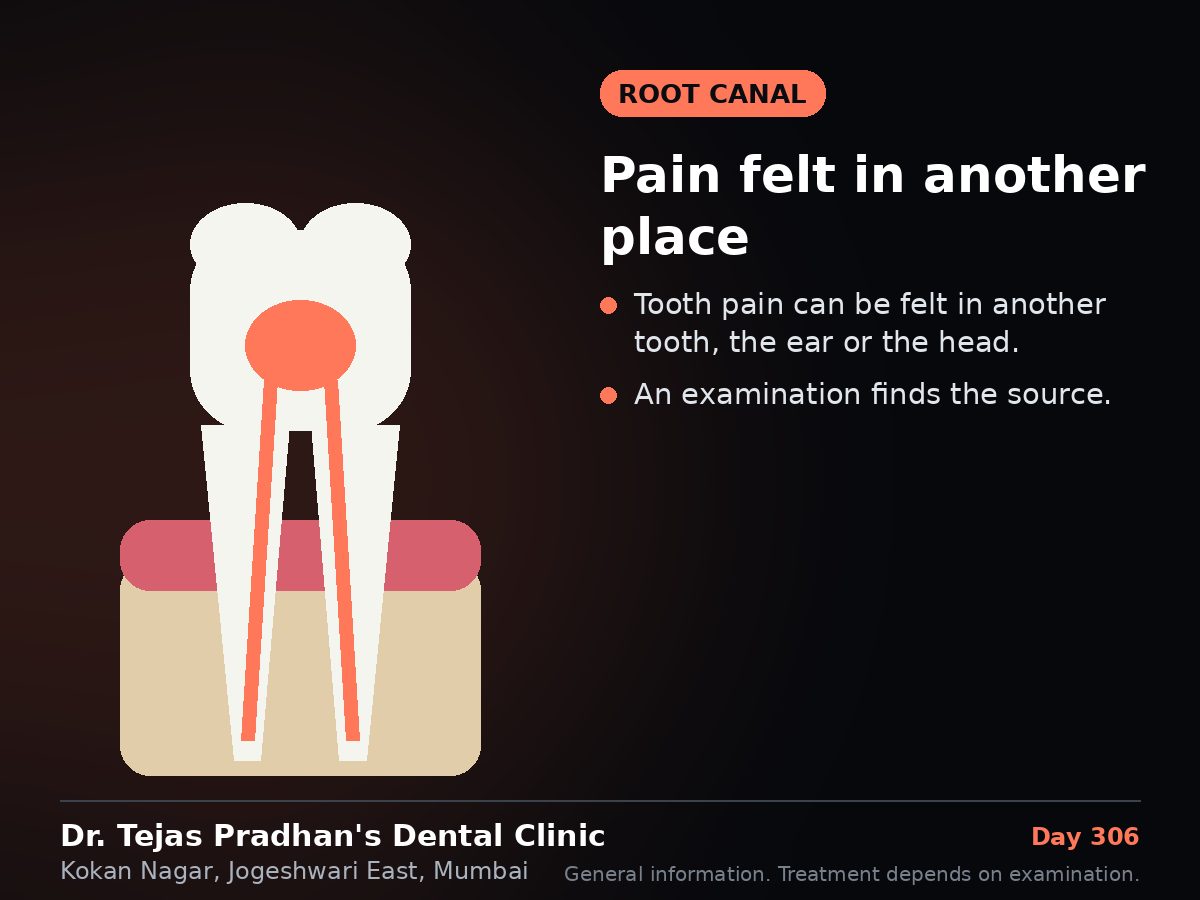 ROOT CANAL
Pain felt in another
place
Tooth pain can be felt in another
tooth, the ear or the head.
An examination finds the source.
Dr. Tejas Pradhan's Dental Clinic
Day 306
Kokan Nagar, Jogeshwari East, Mumbai
General information. Treatment depends on examination.